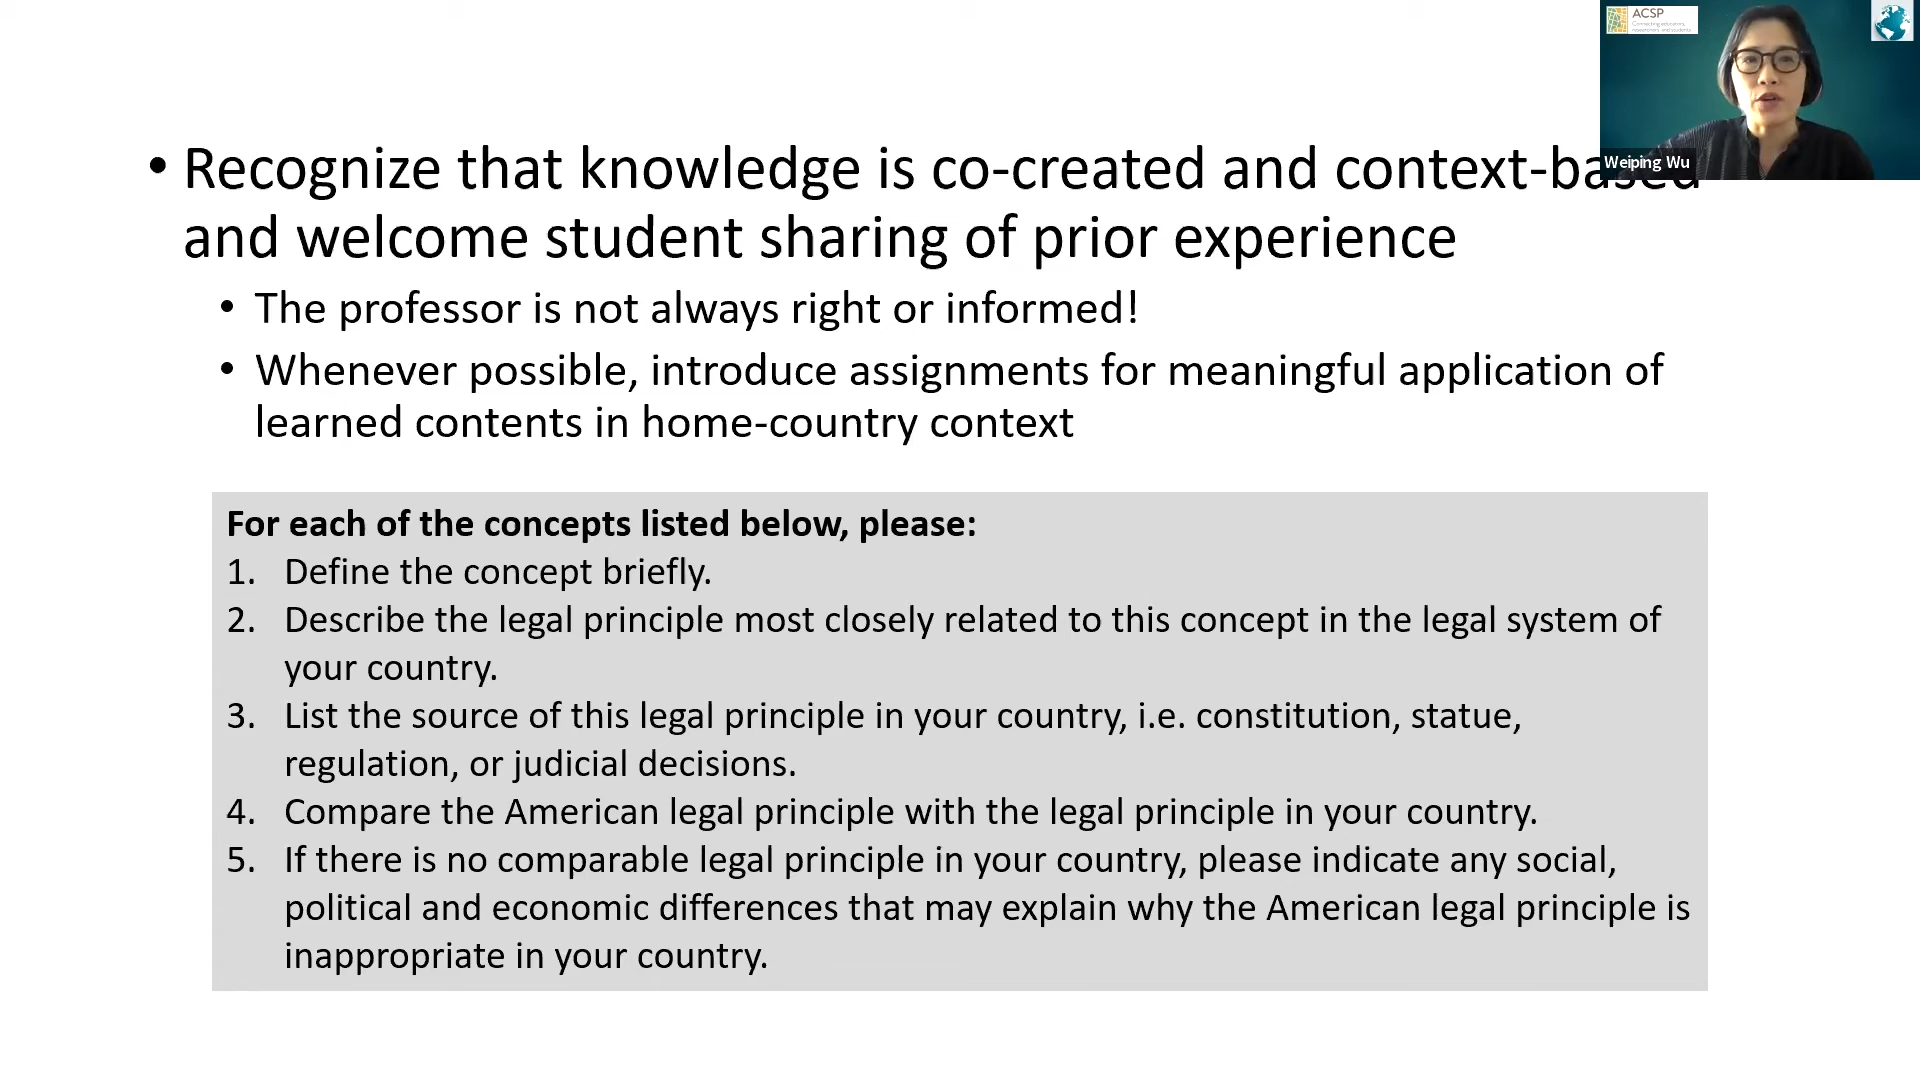 ACSP
Weiping Wu
• Recognize that knowledge is co-created and context-based
and welcome student sharing of prior experience
• The professor is not always right or informed!
• Whenever possible, introduce assignments for meaningful application of
learned contents in home-country context
For each of the concepts listed below, please:
1. Define the concept briefly.
2. Describe the legal principle most closely related to this concept in the legal system of
your country.
3. List the source of this legal principle in your country, i.e. constitution, statue,
regulation, or judicial decisions.
4. Compare the American legal principle with the legal principle in your country.
5. If there is no comparable legal principle in your country, please indicate any social,
political and economic differences that may explain why the American legal principle is
inappropriate in your country.